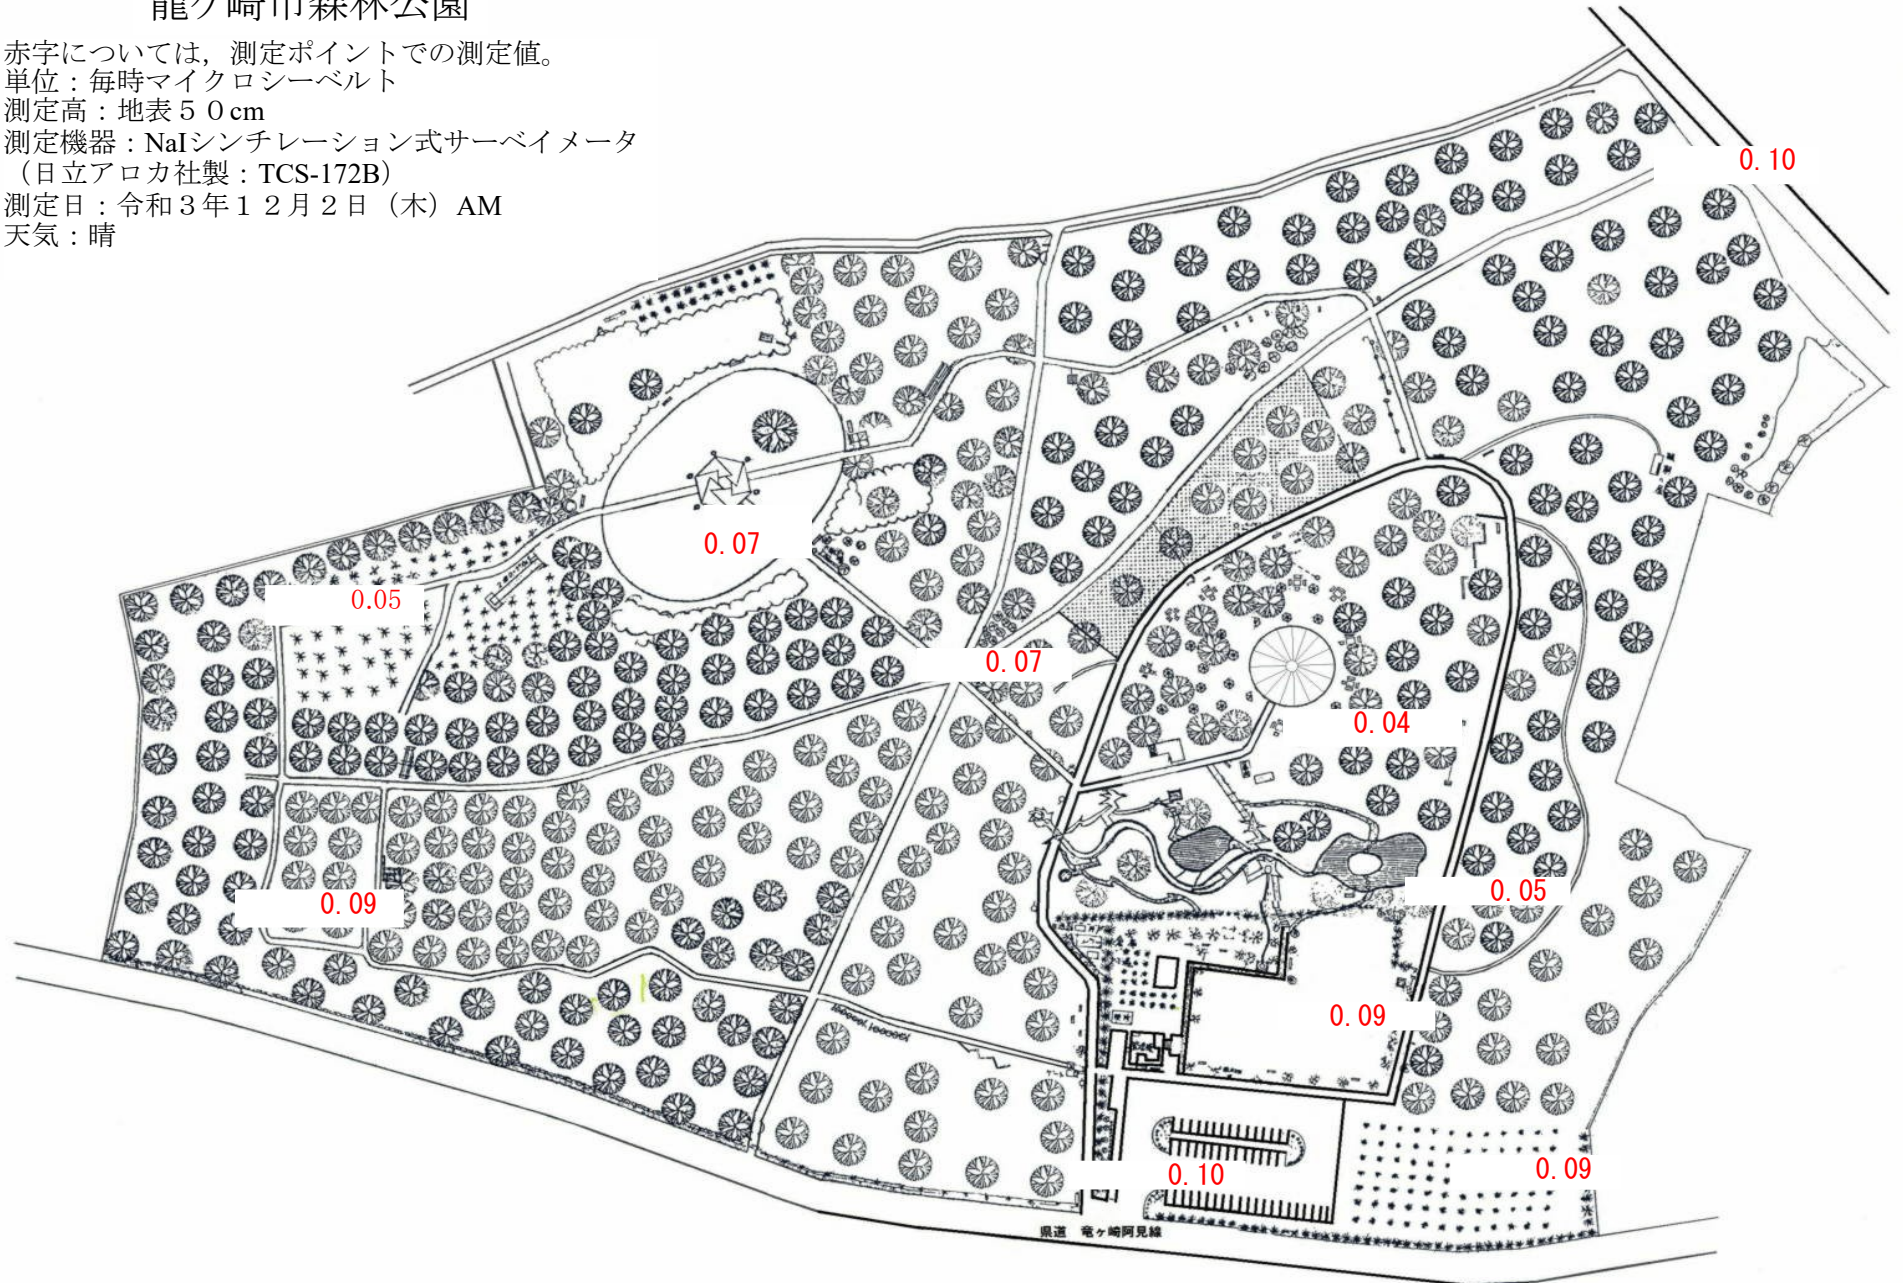 龍ケ崎市森林公園
赤字については，測定ポイントでの測定値。
単位：毎時マイクロシーベルト
測定高：地表５０cm
測定機器：NaIシンチレーション式サーベイメータ
（日立アロカ社製：TCS-172B）
測定日：令和３年１２月２日（木）AM
天気：晴
0.10
0.07
0.05
0.07
0.04
0.09
0.05
0.09
0.10
0.09
県道　竜ヶ崎阿見線